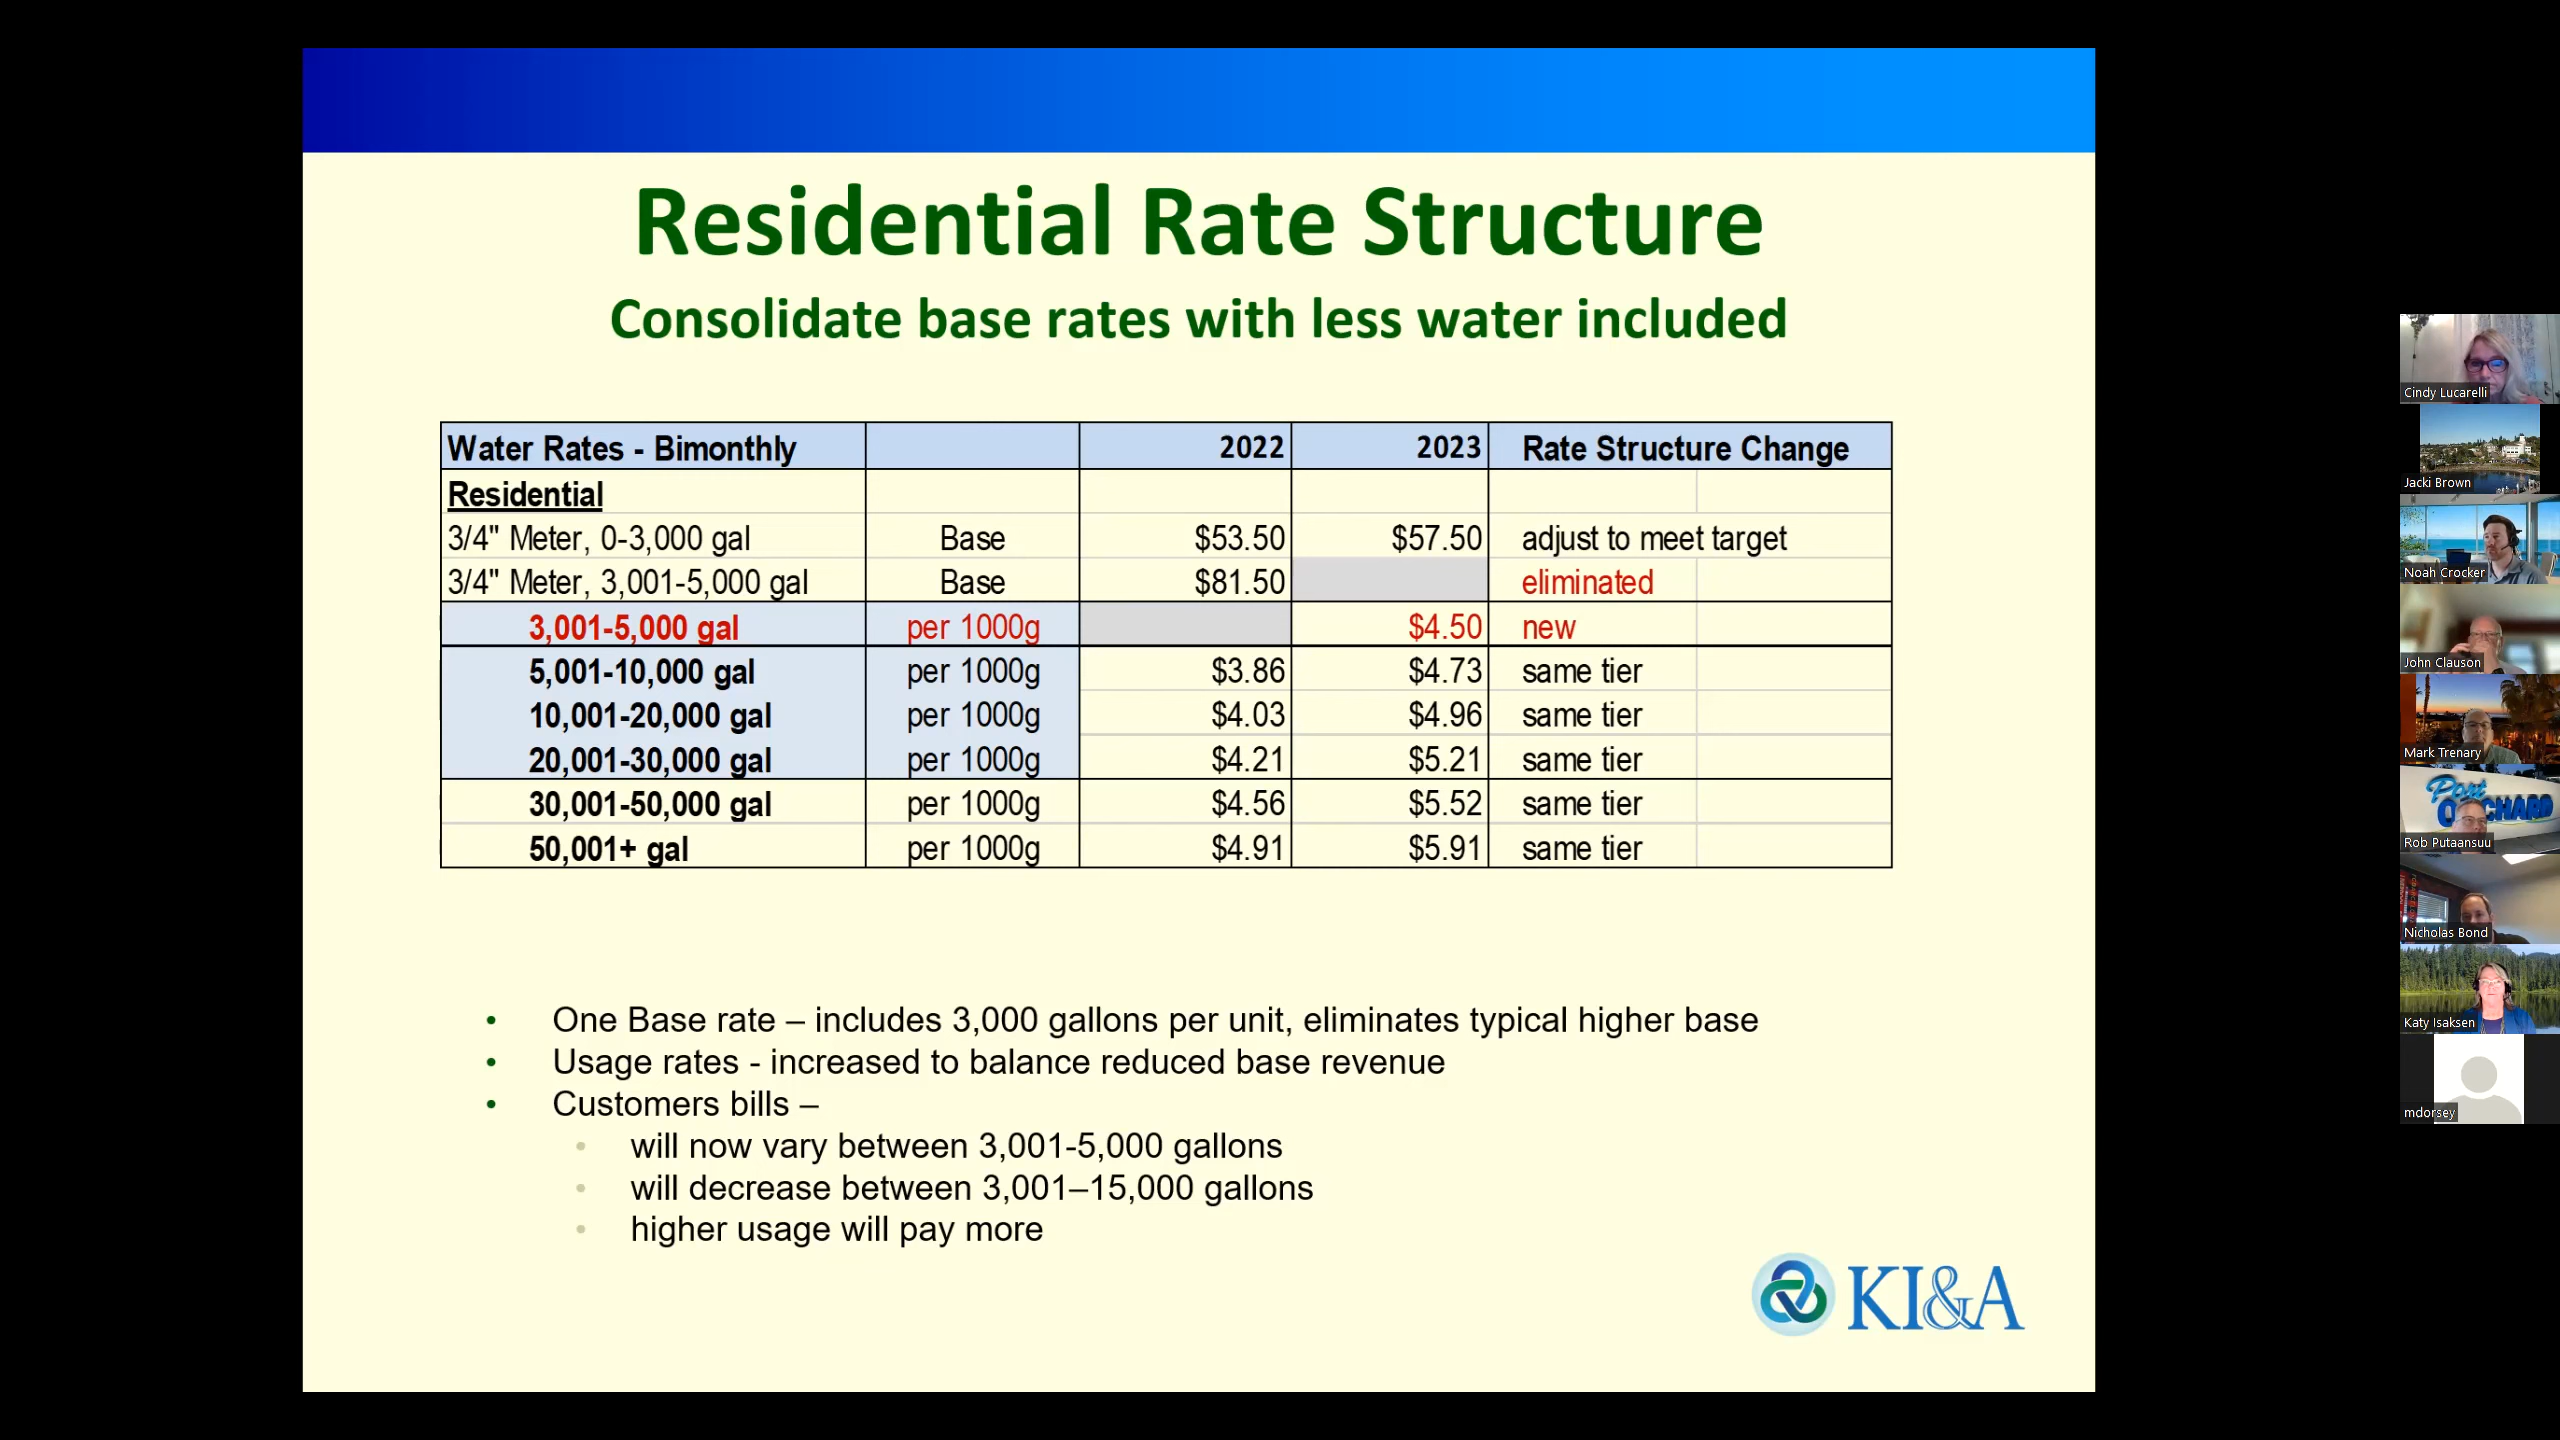 Residential Rate Structure
Consolidate base rates with less water included
Water Rates - Bimonthly 2022 2023 Rate Structure Change
Residential
3/4" Meter, 0-3,000 gal Base $53.50 $57.50 adjust to meet target
3/4" Meter, 3,001-5,000 gal Base $81.50 eliminated
3,001-5,000 gal per 1000g $4.50 new
5,001-10,000 gal per 1000g $3.86 $4.73 same tier
10,001-20,000 gal per 1000g $4.03 $4.96 same tier
20,001-30,000 gal per 1000g $4.21 $5.21 same tier
30,001-50,000 gal per 1000g $4.56 $5.52 same tier
50,001+ gal per 1000g $4.91 $5.91 same tier
• One Base rate – includes 3,000 gallons per unit, eliminates typical higher base
• Usage rates - increased to balance reduced base revenue
• Customers bills –
• will now vary between 3,001-5,000 gallons
• will decrease between 3,001–15,000 gallons
• higher usage will pay more
KI&A
Cindy Lucarelli
Jacki Brown
Noah Crocker
John Clauson
Mark Trenary
Port
Rob Putaansuu
Nicholas Bond
Katy Isaksen
mdorsey